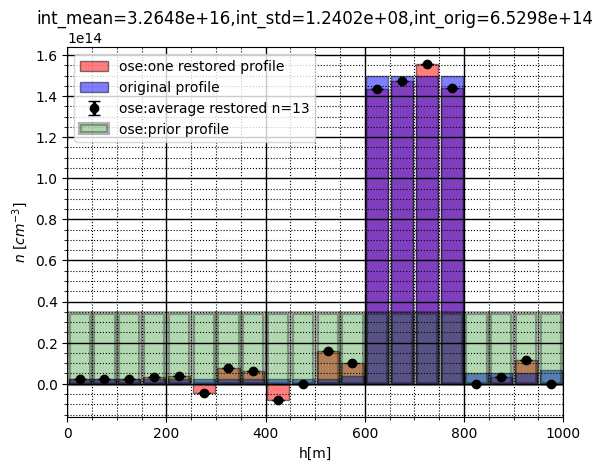 int_mean=3.2648e+16,int_std=1.2402e+08,int_orig=6.5298e+14
1e14
ose:one restored profile
original profile
ose:average restored n=13
ose:prior profile
1.6
1.4
1.2
1.0
0.8
0.6
0.4
0.2
0.0
n [cm⁻³]
0 200 400 600 800 1000
h[m]